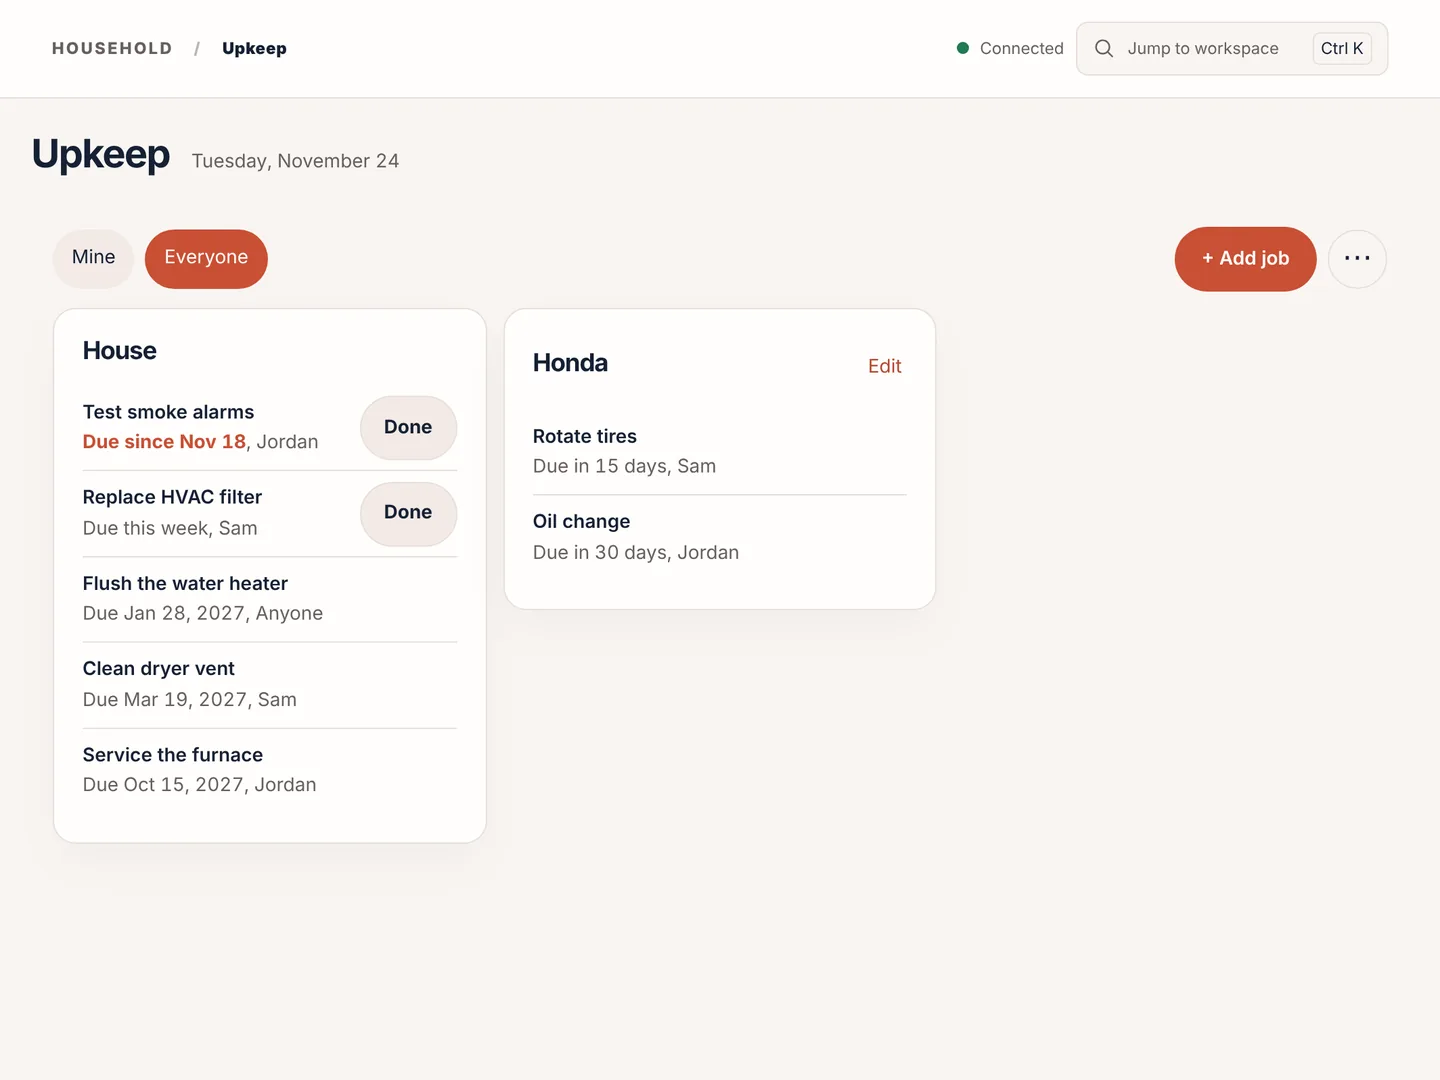 HOUSEHOLD / Upkeep
Connected
Jump to workspace
Ctrl K
Upkeep
Tuesday, November 24
Mine
Everyone
+ Add job
...
House
Test smoke alarms
Due since Nov 18, Jordan
Done
Replace HVAC filter
Due this week, Sam
Done
Flush the water heater
Due Jan 28, 2027, Anyone
Clean dryer vent
Due Mar 19, 2027, Sam
Service the furnace
Due Oct 15, 2027, Jordan
Honda
Edit
Rotate tires
Due in 15 days, Sam
Oil change
Due in 30 days, Jordan